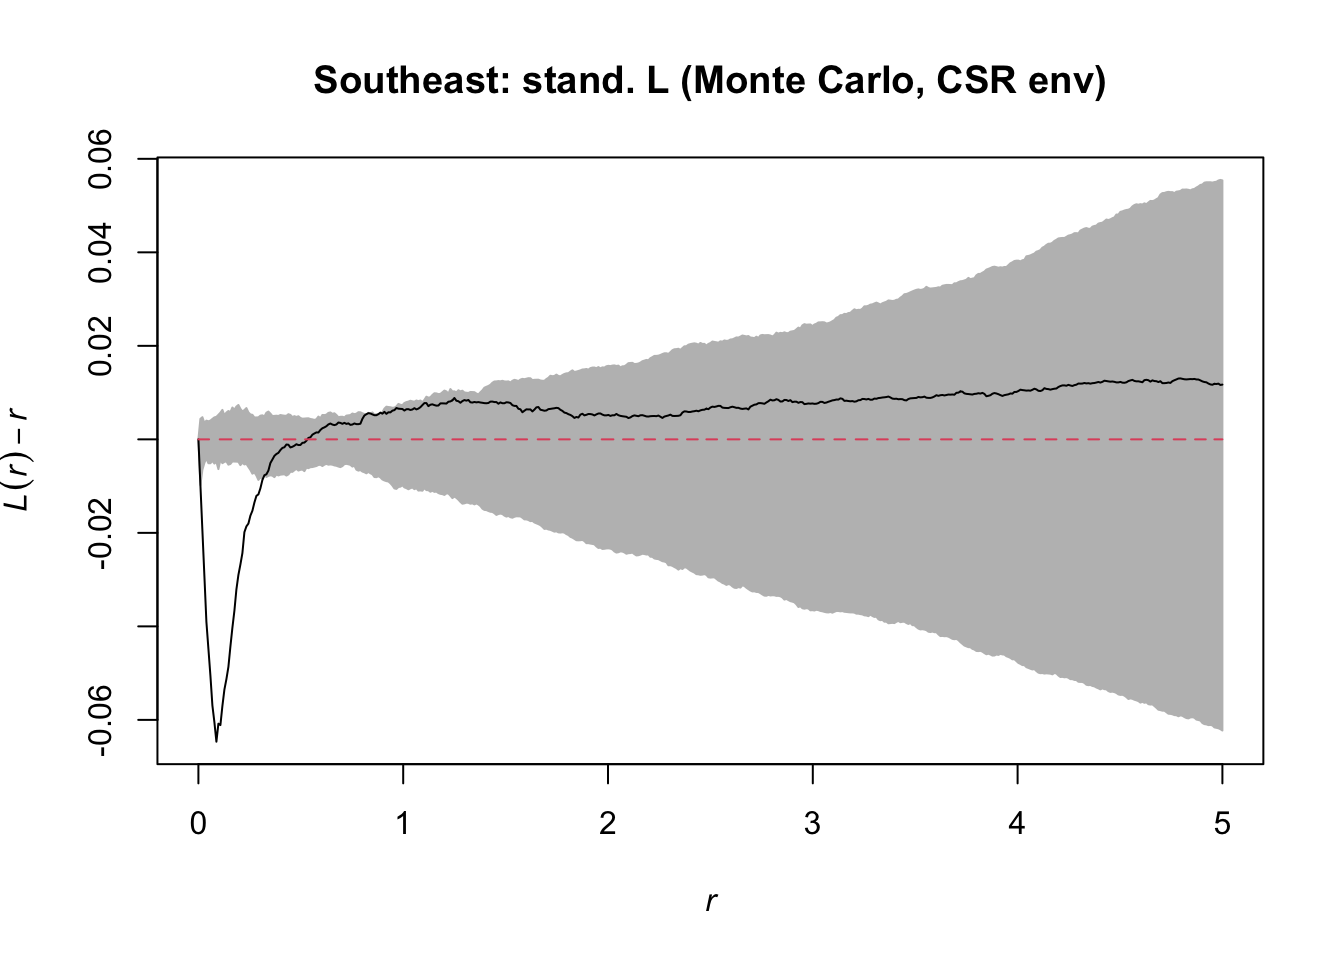 Southeast: stand. L (Monte Carlo, CSR env)
0.06
0.04
0.02
-0.02
-0.06
L(r) − r
0 1 2 3 4 5
r